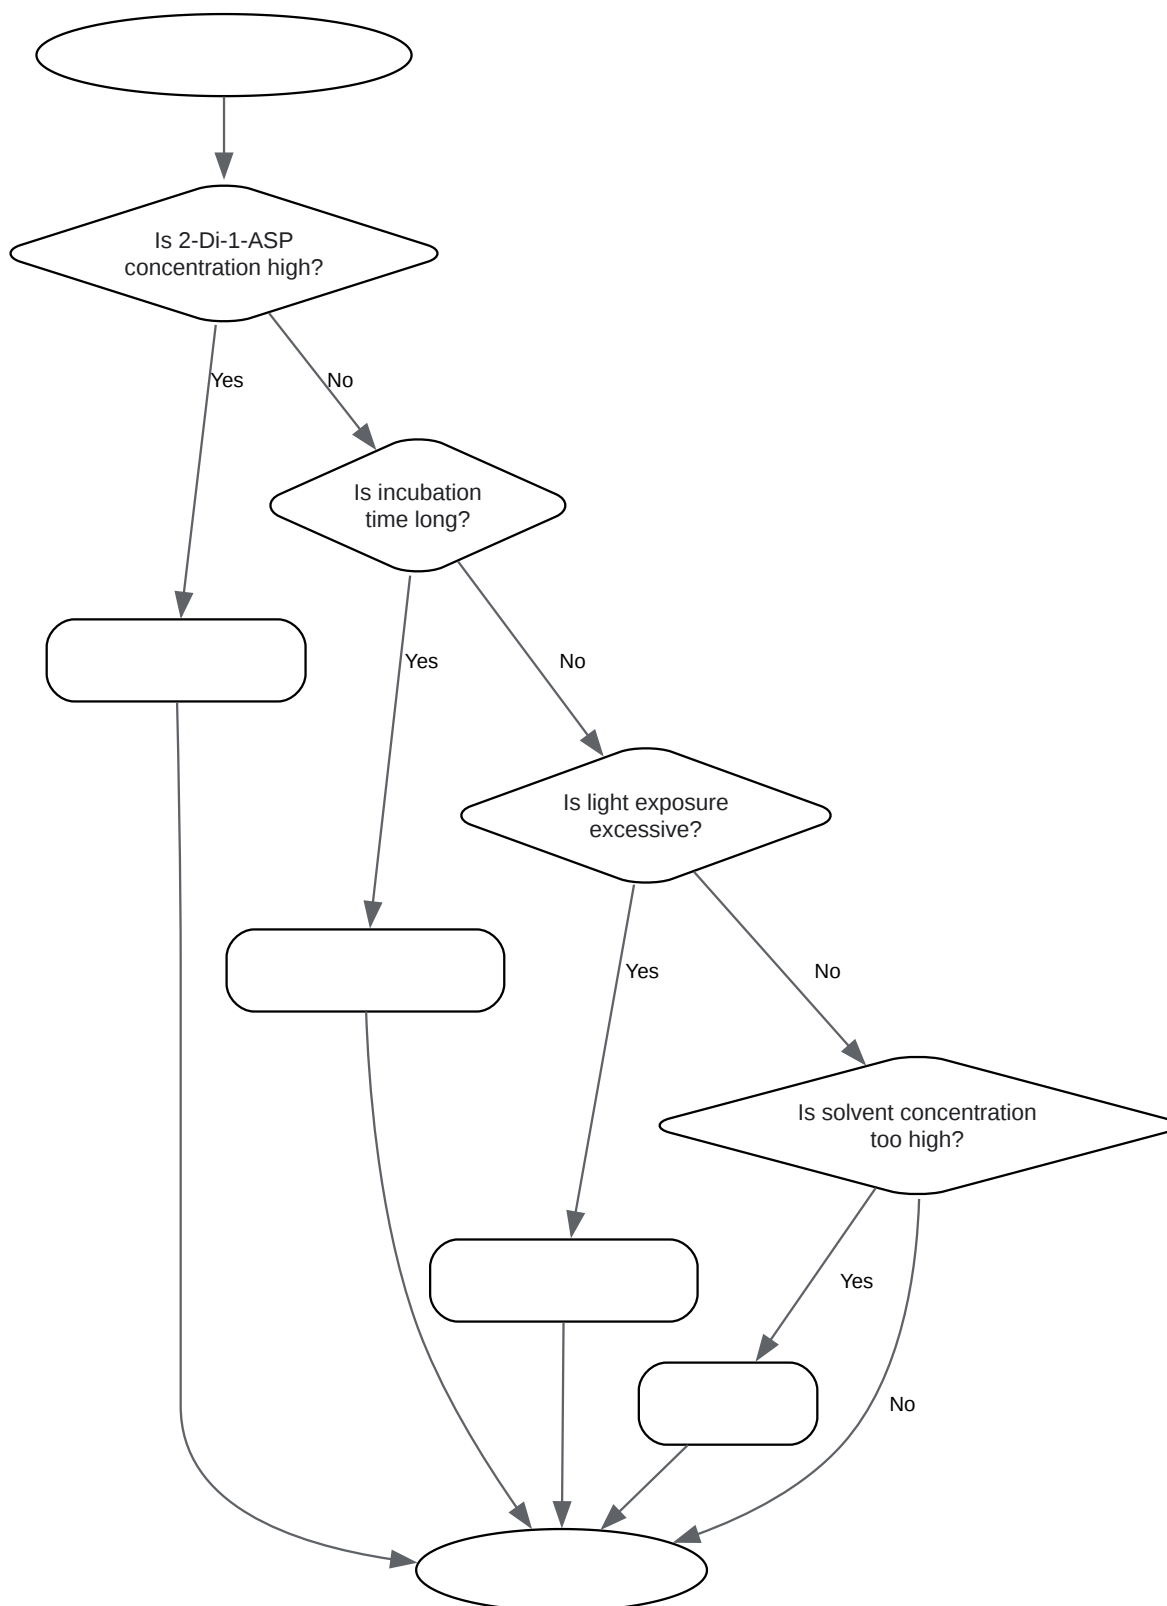 Is 2-Di-1-ASP
concentration high?
Yes
No
Is incubation
time long?
Yes
No
Is light exposure
excessive?
Yes
No
Is solvent concentration
too high?
Yes
No